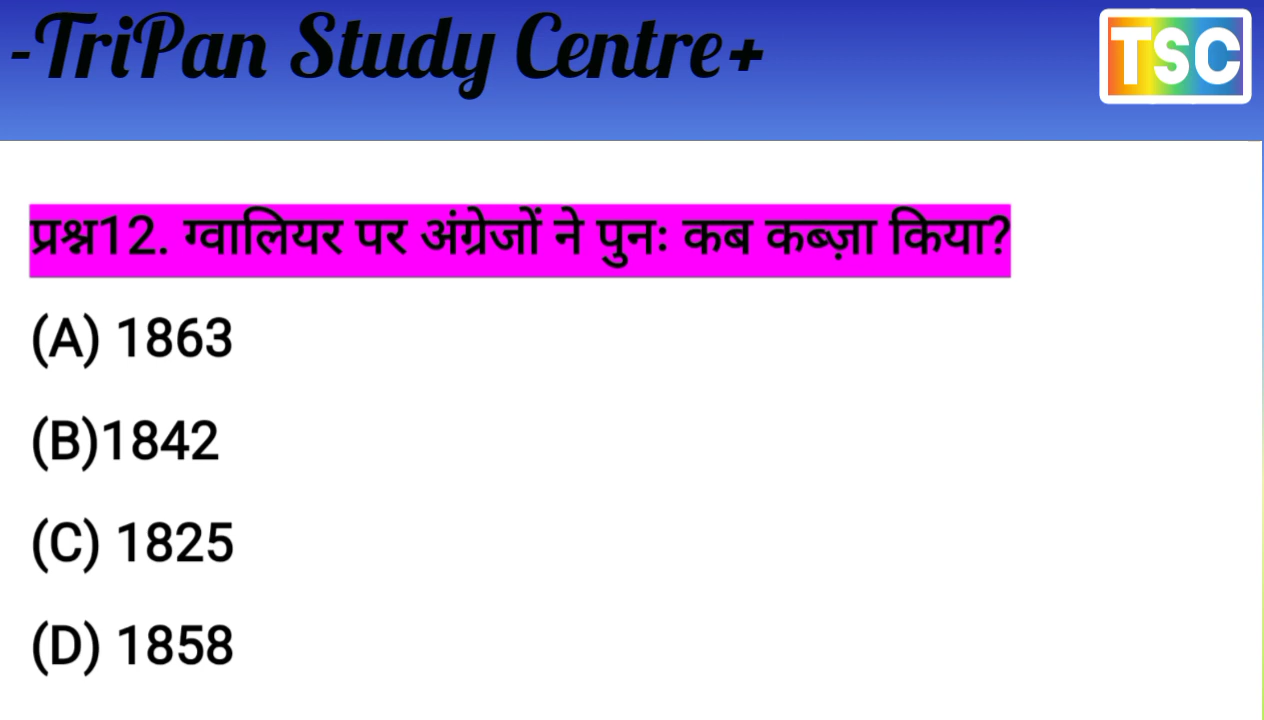 -TriPan Study Centre+
TSC
प्रश्न12. ग्वालियर पर अंग्रेजों ने पुनः कब कब्ज़ा किया?
(A) 1863
(B)1842
(C) 1825
(D) 1858